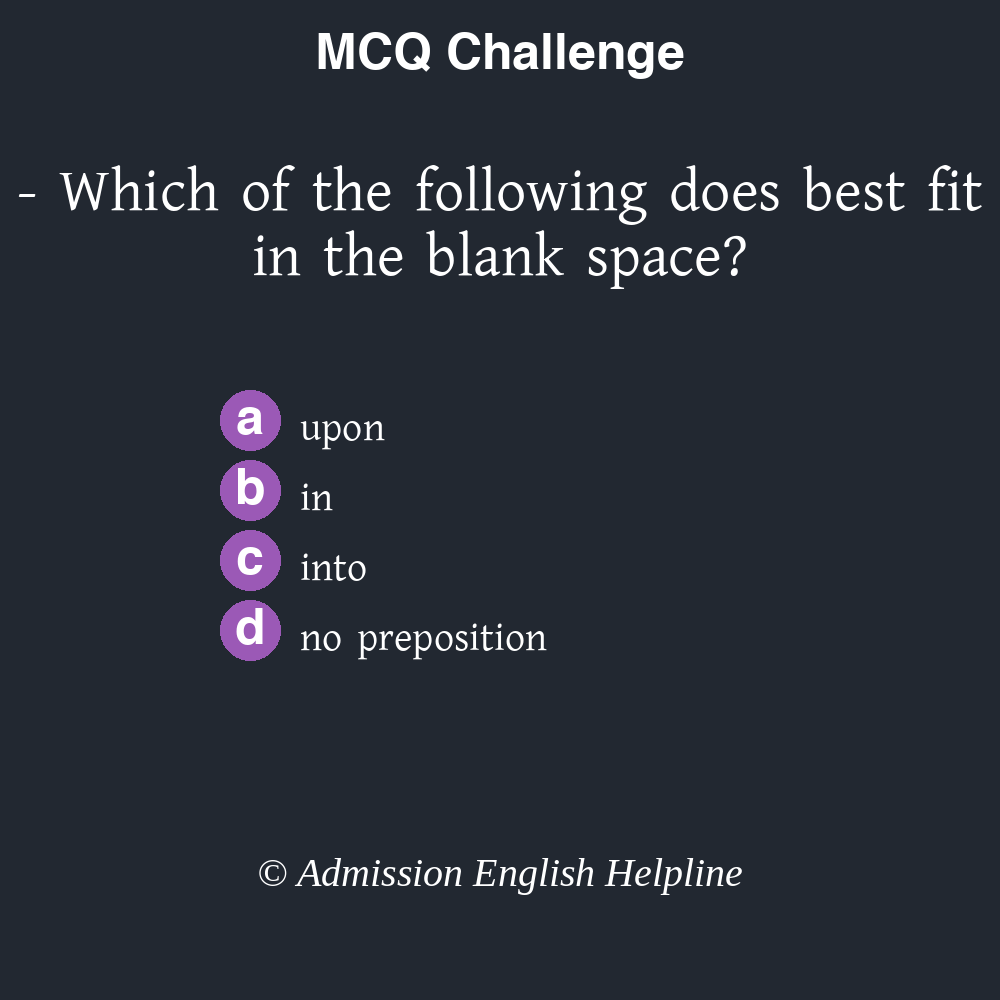 MCQ Challenge
- Which of the following does best fit
in the blank space?
a upon
b in
c into
d no preposition
© Admission English Helpline